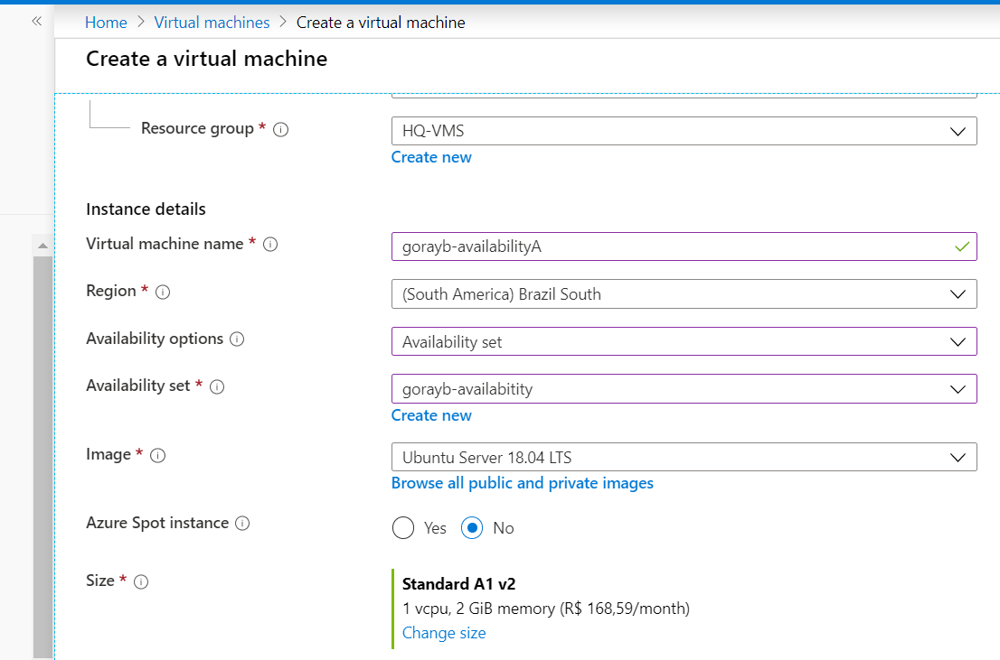 Home > Virtual machines > Create a virtual machine
Create a virtual machine
Resource group *
HQ-VMS
Create new
Instance details
Virtual machine name *
gorayb-availabilityA
Region *
(South America) Brazil South
Availability options
Availability set
Availability set *
gorayb-availabitity
Create new
Image *
Ubuntu Server 18.04 LTS
Browse all public and private images
Azure Spot instance
Yes No
Size *
Standard A1 v2
1 vcpu, 2 GiB memory (R$ 168,59/month)
Change size